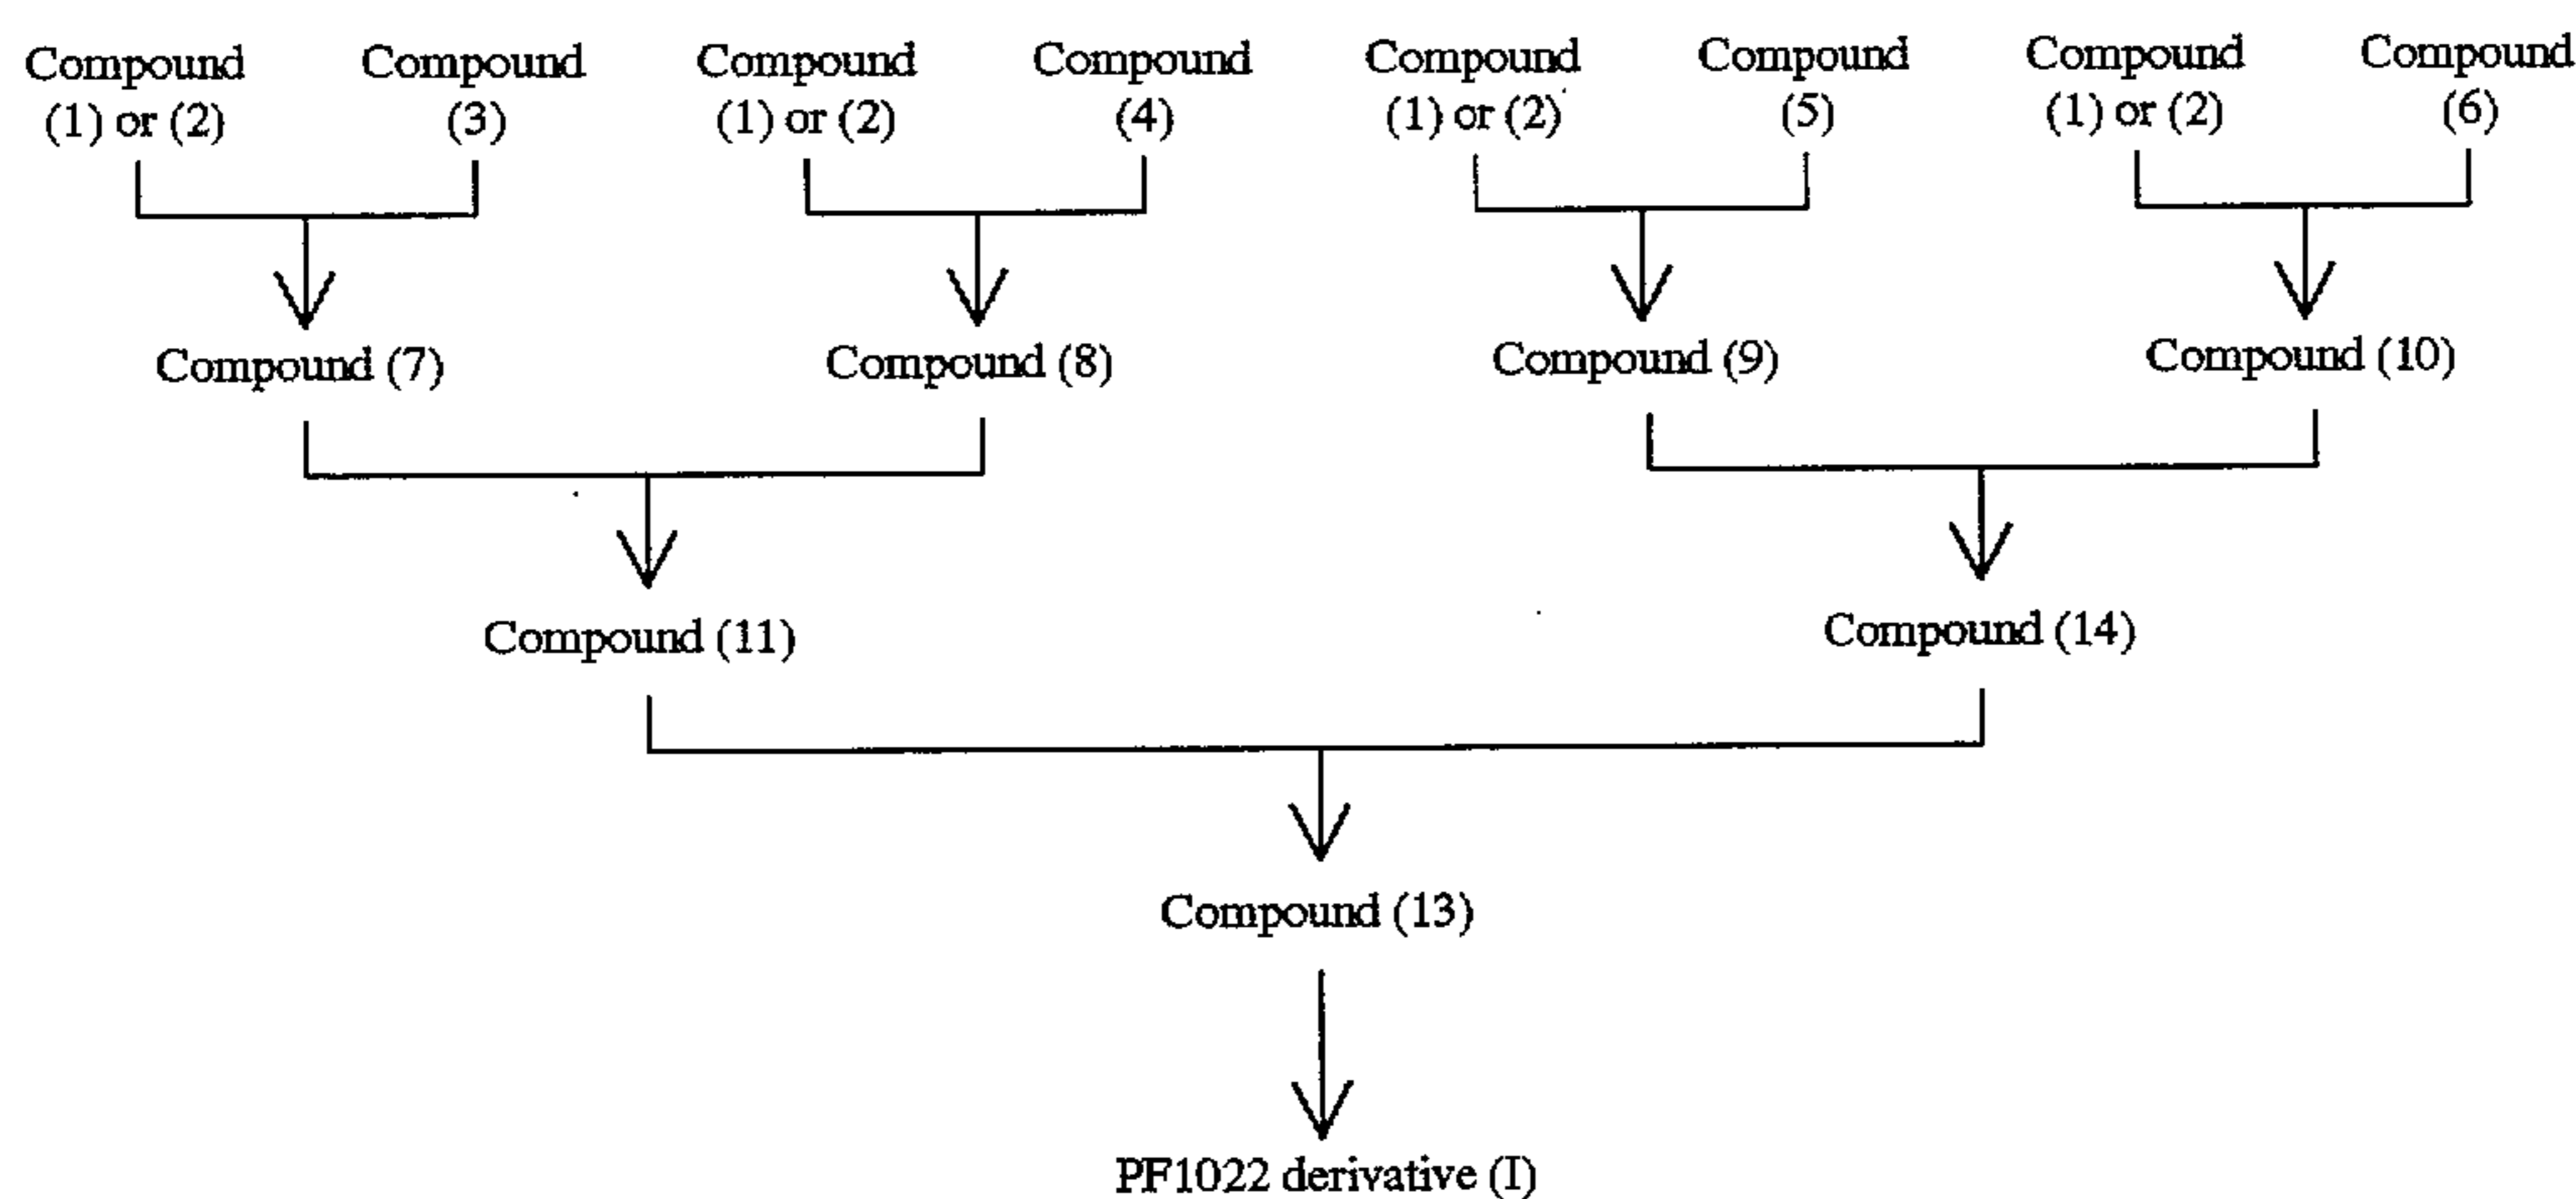 Compound Compound Compound Compound Compound Compound Compound Compound
(1) or (2) (3) (1) or (2) (4) (1) or (2) (5) (1) or (2) (6)
Compound (7) Compound (8) Compound (9) Compound (10)
Compound (11) Compound (14)
Compound (13)
PF1022 derivative (I)